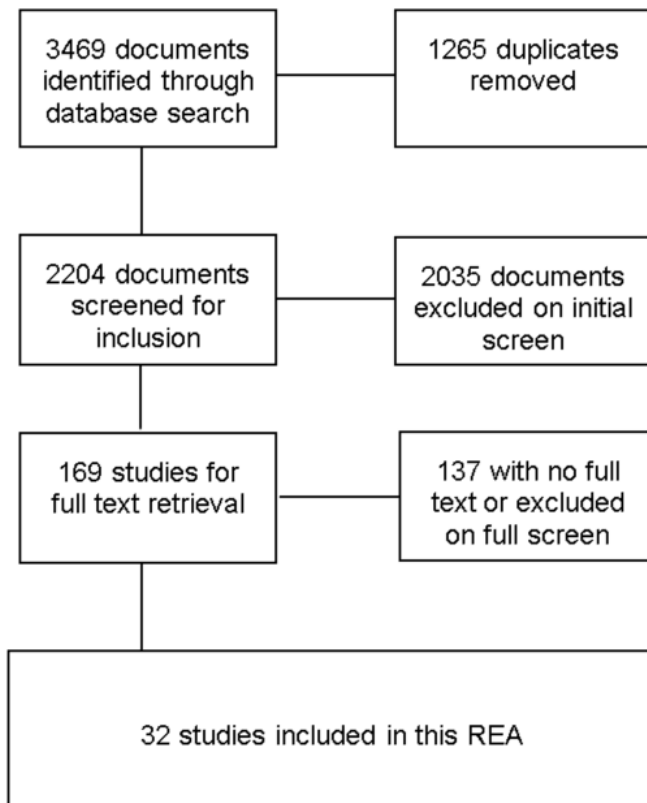 3469 documents
identified through
database search
1265 duplicates
removed
2204 documents
screened for
inclusion
2035 documents
excluded on initial
screen
169 studies for
full text retrieval
137 with no full
text or excluded
on full screen
32 studies included in this REA